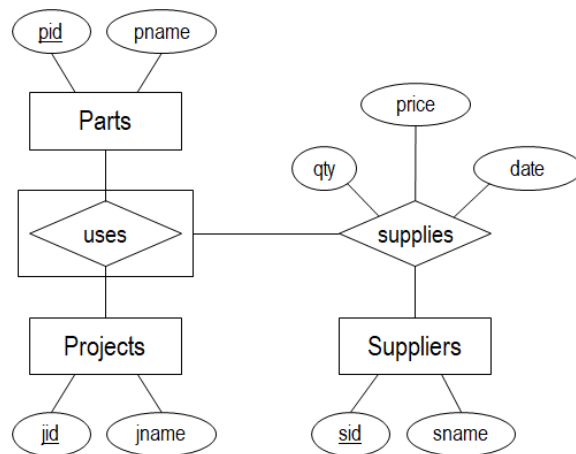 pid
pname
Parts
price
qty
date
uses
supplies
Projects
Suppliers
jid
jname
sid
sname